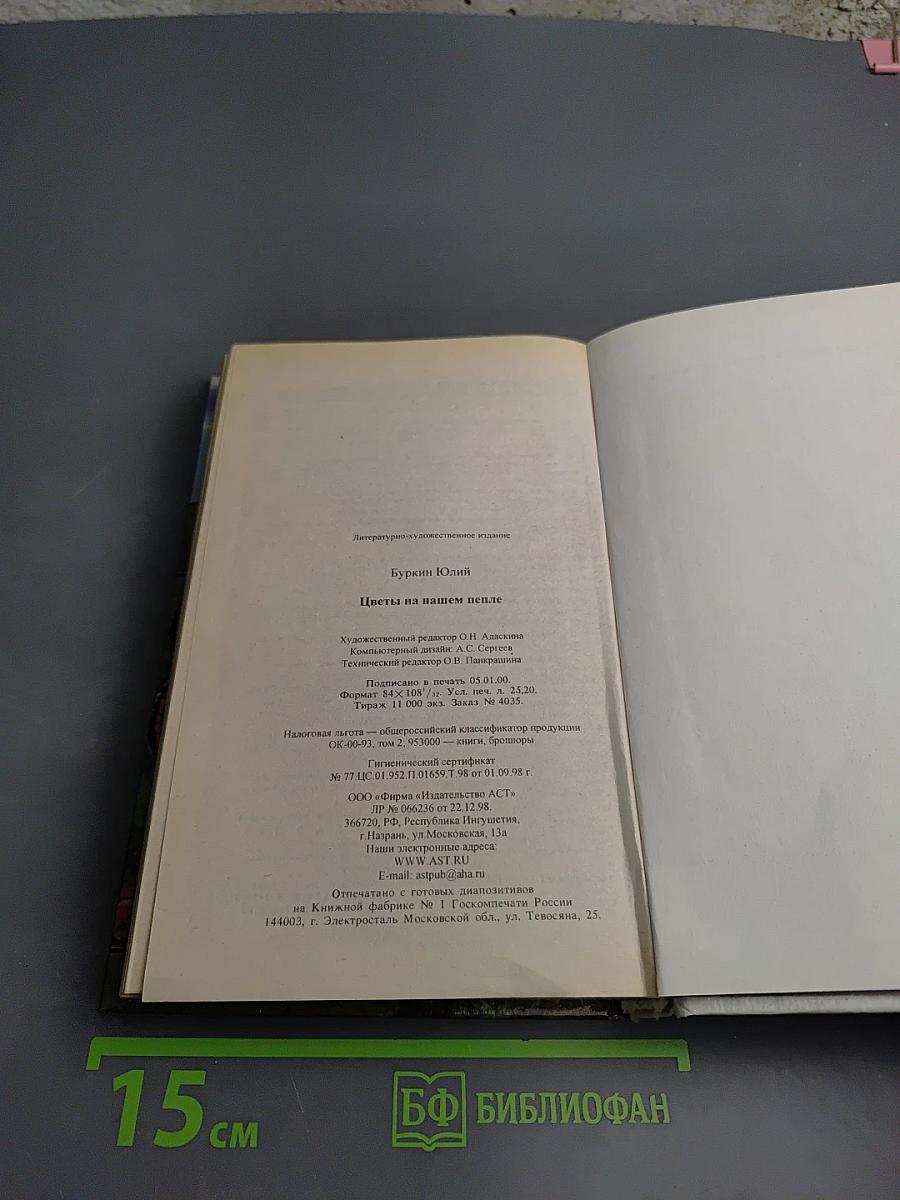 Литературно-художественное издание
Буркин Юлий
Цветы на нашем пепле
Художественный редактор О.Н. Адаскина
Компьютерный дизайн: А.С. Сергеев
Технический редактор О.В. Панкрашина
Подписано в печать 05.01.00.
Формат 84×108¹/₃₂. Усл. печ. л. 25,20.
Тираж 11 000 экз. Заказ № 4035.
Налоговая льгота — общероссийский классификатор продукции
ОК-00-93, том 2; 953000 — книги, брошюры
Гигиенический сертификат
№ 77.ЦС.01.952.П.01659.Т.98 от 01.09.98 г.
ООО «Фирма «Издательство АСТ»
ЛР № 066236 от 22.12.98.
366720, РФ, Республика Ингушетия,
г.Назрань, ул.Московская, 13а
Наши электронные адреса:
WWW.AST.RU
E-mail: astpub@aha.ru
Отпечатано с готовых диапозитивов
на Книжной фабрике № 1 Госкомпечати России
144003, г. Электросталь Московской обл., ул. Тевосяна, 25.
15 см
БФ БИБЛИОФАН